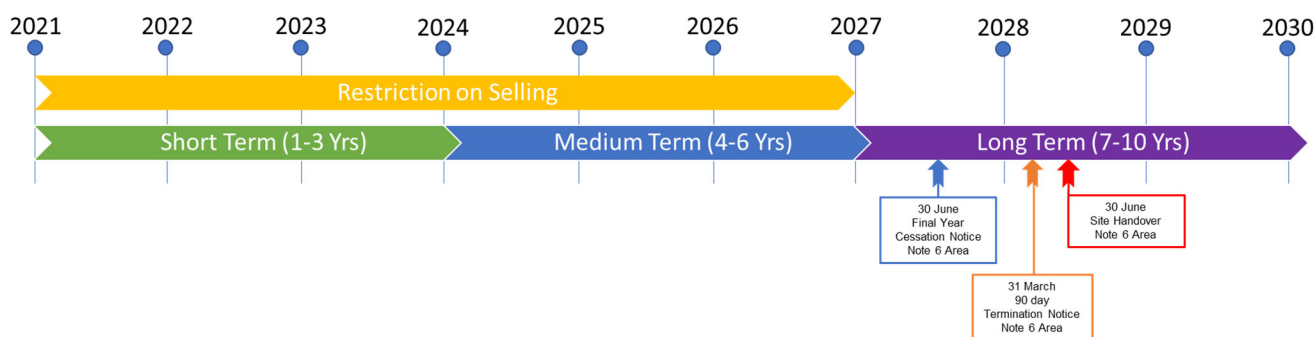 2021 2022 2023 2024 2025 2026 2027 2028 2029 2030
Restriction on Selling
Short Term (1-3 Yrs) Medium Term (4-6 Yrs) Long Term (7-10 Yrs)
30 June
Final Year
Cessation Notice
Note 6 Area
30 June
Site Handover
Note 6 Area
31 March
90 day
Termination Notice
Note 6 Area